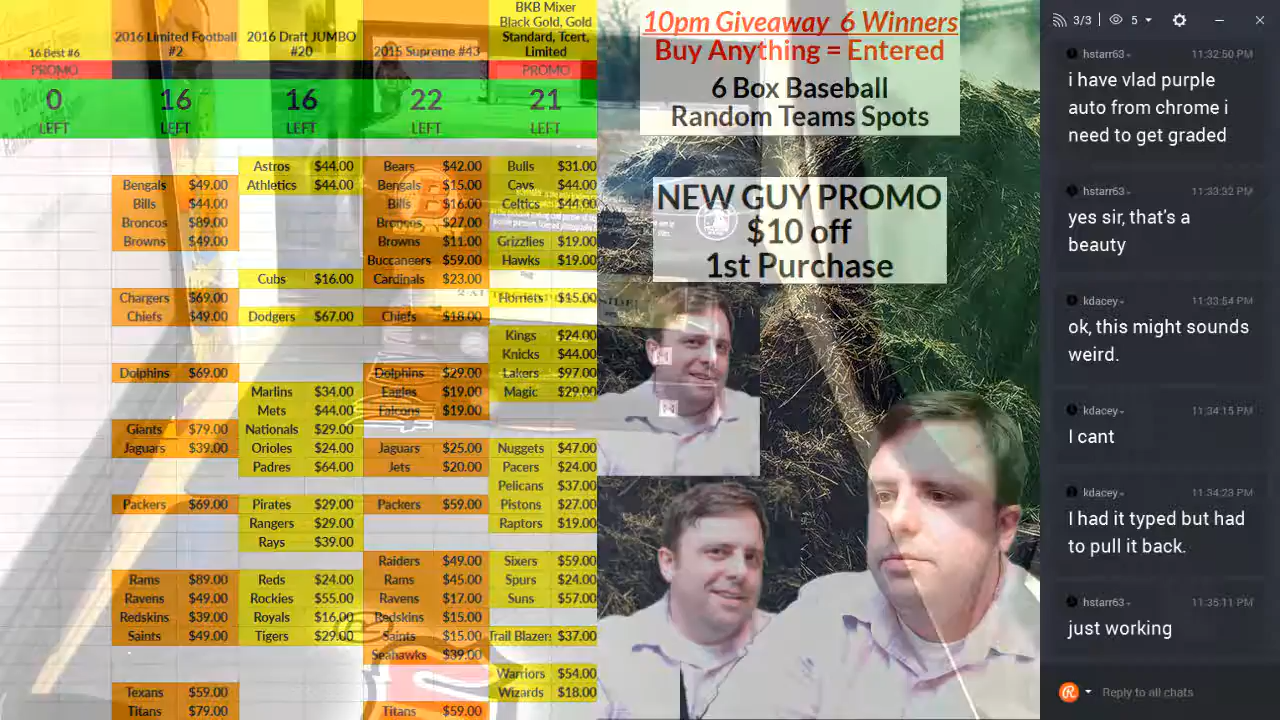 16 Best #6
PROMO
0
LEFT
2016 Limited Football
#2
16
LEFT
Bengals $49.00
Bills $44.00
Broncos $89.00
Browns $49.00
Chargers $69.00
Chiefs $49.00
Dolphins $69.00
Giants $79.00
Jaguars $39.00
Packers $69.00
Rams $89.00
Ravens $49.00
Redskins $39.00
Saints $49.00
Texans $59.00
Titans $79.00
2016 Draft JUMBO
#20
16
LEFT
Astros $44.00
Athletics $44.00
Cubs $16.00
Dodgers $67.00
Marlins $34.00
Mets $44.00
Nationals $29.00
Orioles $24.00
Padres $64.00
Pirates $29.00
Rangers $29.00
Rays $39.00
Reds $24.00
Rockies $55.00
Royals $16.00
Tigers $29.00
2015 Supreme #43
22
LEFT
Bears $42.00
Bengals $15.00
Bills $16.00
Broncos $27.00
Browns $11.00
Buccaneers $59.00
Cardinals $23.00
Chiefs $18.00
Dolphins $29.00
Eagles $19.00
Falcons $19.00
Jaguars $25.00
Jets $20.00
Packers $59.00
Raiders $49.00
Rams $45.00
Ravens $17.00
Redskins $15.00
Saints $15.00
Seahawks $39.00
Titans $59.00
BKB Mixer
Black Gold, Gold
Standard, Tcert,
Limited
PROMO
21
LEFT
Bulls $31.00
Cavs $44.00
Celtics $44.00
Grizzlies $19.00
Hawks $19.00
Hornets $15.00
Kings $24.00
Knicks $44.00
Lakers $97.00
Magic $29.00
Nuggets $47.00
Pacers $24.00
Pelicans $37.00
Pistons $27.00
Raptors $19.00
Sixers $59.00
Spurs $24.00
Suns $57.00
Trail Blazers $37.00
Warriors $54.00
Wizards $18.00
10pm Giveaway 6 Winners
Buy Anything = Entered
6 Box Baseball
Random Teams Spots
NEW GUY PROMO
$10 off
1st Purchase
3/3 5
hstarr63 11:32:50 PM
i have vlad purple
auto from chrome i
need to get graded
hstarr63 11:33:32 PM
yes sir, that's a
beauty
kdacey 11:33:54 PM
ok, this might sounds
weird.
kdacey 11:34:15 PM
I cant
kdacey 11:34:23 PM
I had it typed but had
to pull it back.
hstarr63 11:35:11 PM
just working
Reply to all chats